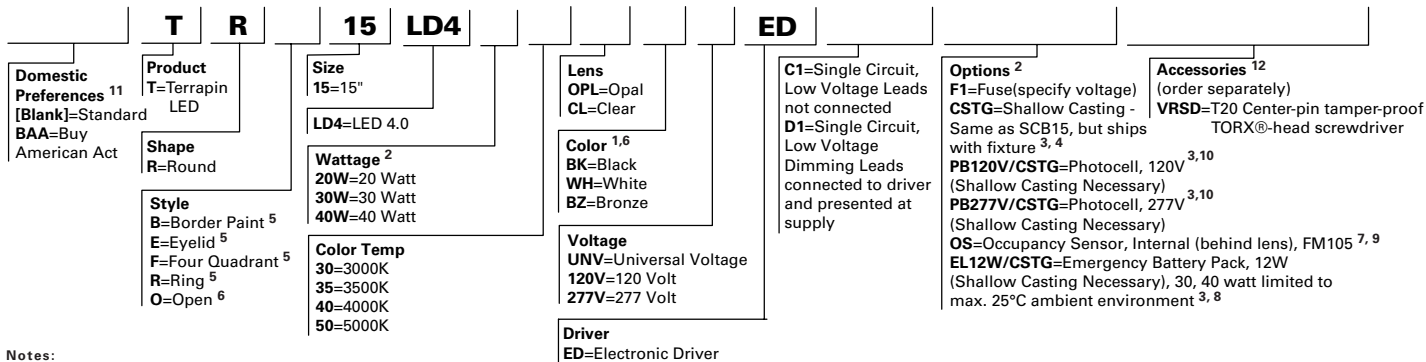 T R 15 LD4 ED
Domestic
Preferences 11
[Blank]=Standard
BAA=Buy
American Act
Product
T=Terrapin
LED
Shape
R=Round
Style
B=Border Paint 5
E=Eyelid 5
F=Four Quadrant 5
R=Ring 5
O=Open 6
Size
15=15"
LD4=LED 4.0
Wattage 2
20W=20 Watt
30W=30 Watt
40W=40 Watt
Color Temp
30=3000K
35=3500K
40=4000K
50=5000K
Lens
OPL=Opal
CL=Clear
Color 1,6
BK=Black
WH=White
BZ=Bronze
Voltage
UNV=Universal Voltage
120V=120 Volt
277V=277 Volt
Driver
ED=Electronic Driver
C1=Single Circuit,
Low Voltage Leads
not connected
D1=Single Circuit,
Low Voltage
Dimming Leads
connected to driver
and presented at
supply
Options 2
F1=Fuse(specify voltage)
CSTG=Shallow Casting -
Same as SCB15, but ships
with fixture 3, 4
PB120V/CSTG=Photocell, 120V 3,10
(Shallow Casting Necessary)
PB277V/CSTG=Photocell, 277V 3,10
(Shallow Casting Necessary)
OS=Occupancy Sensor, Internal (behind lens), FM105 7, 9
EL12W/CSTG=Emergency Battery Pack, 12W
(Shallow Casting Necessary), 30, 40 watt limited to
max. 25°C ambient environment 3, 8
Accessories 12
(order separately)
VRSD=T20 Center-pin tamper-proof
TORX®-head screwdriver
Notes: